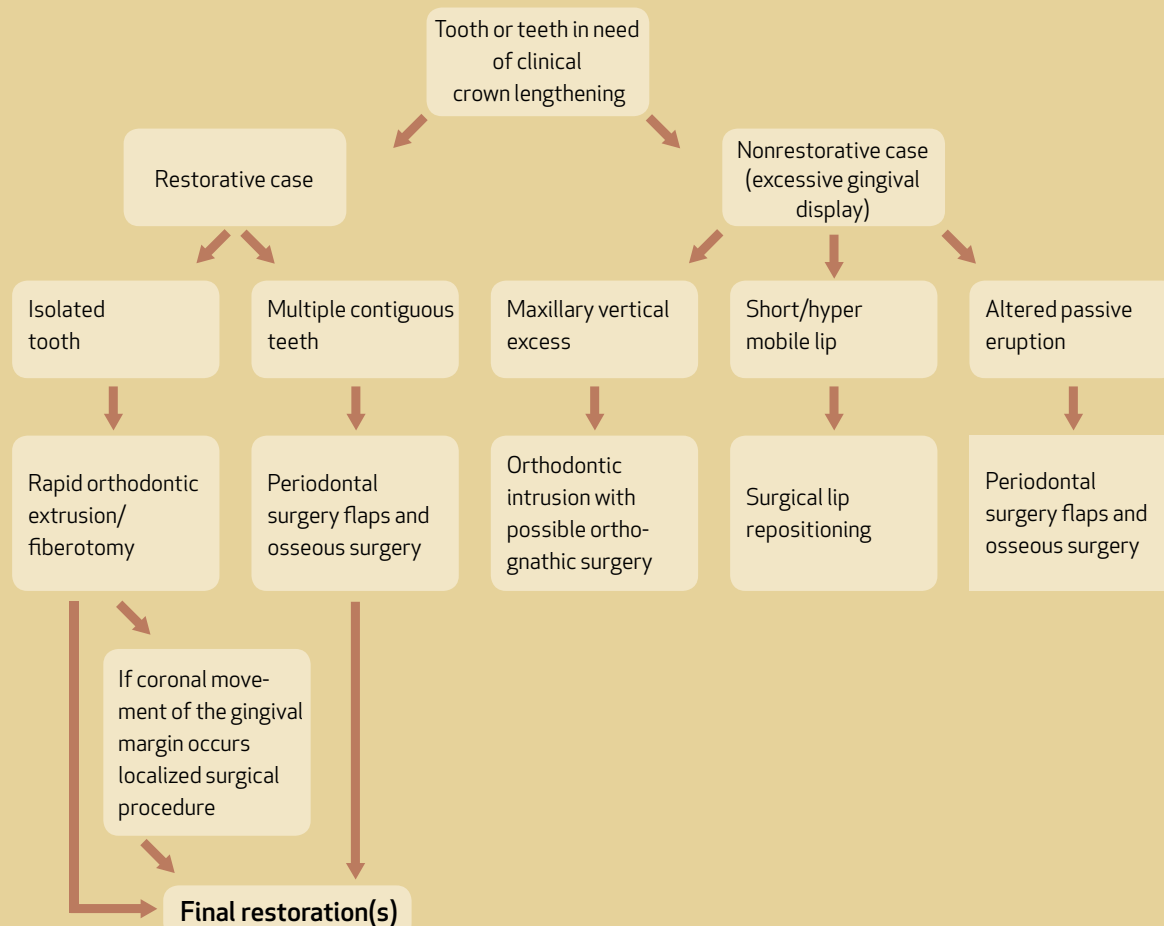 Tooth or teeth in need
of clinical
crown lengthening
Restorative case
Nonrestorative case
(excessive gingival
display)
Isolated
tooth
Multiple contiguous
teeth
Maxillary vertical
excess
Short/hyper
mobile lip
Altered passive
eruption
Rapid orthodontic
extrusion/
fiberotomy
Periodontal
surgery flaps and
osseous surgery
Orthodontic
intrusion with
possible ortho-
gnathic surgery
Surgical lip
repositioning
Periodontal
surgery flaps and
osseous surgery
If coronal move-
ment of the gingival
margin occurs
localized surgical
procedure
Final restoration(s)